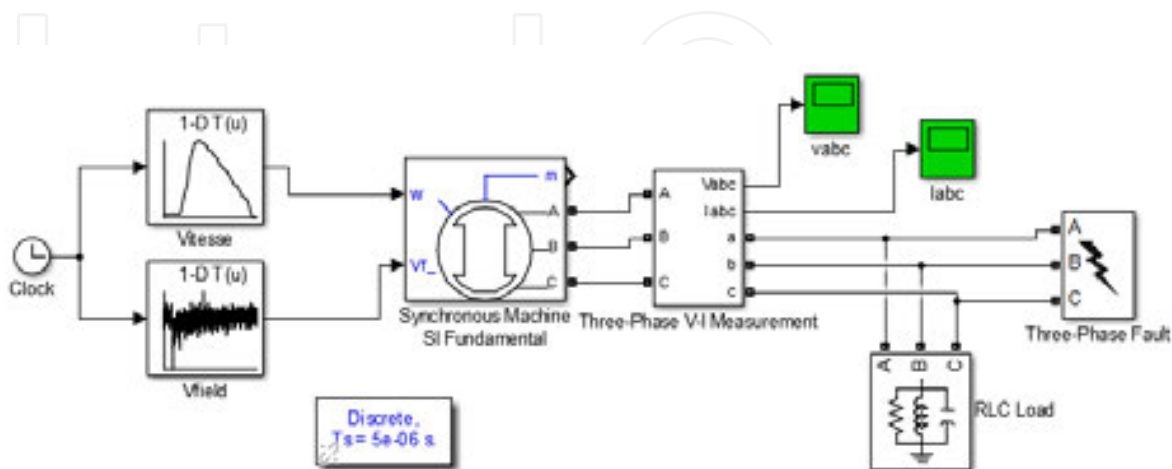 1-D T(u)
Vitesse
Clock
1-D T(u)
Vfield
w
Vf_
m
A
B
C
Synchronous Machine
SI Fundamental
Discrete,
Ts = 5e-06 s.
A
B
C
Vabc
Iabc
a
b
c
Three-Phase V-I Measurement
vabc
Iabc
A
B
C
Three-Phase Fault
A
B
C
RLC Load